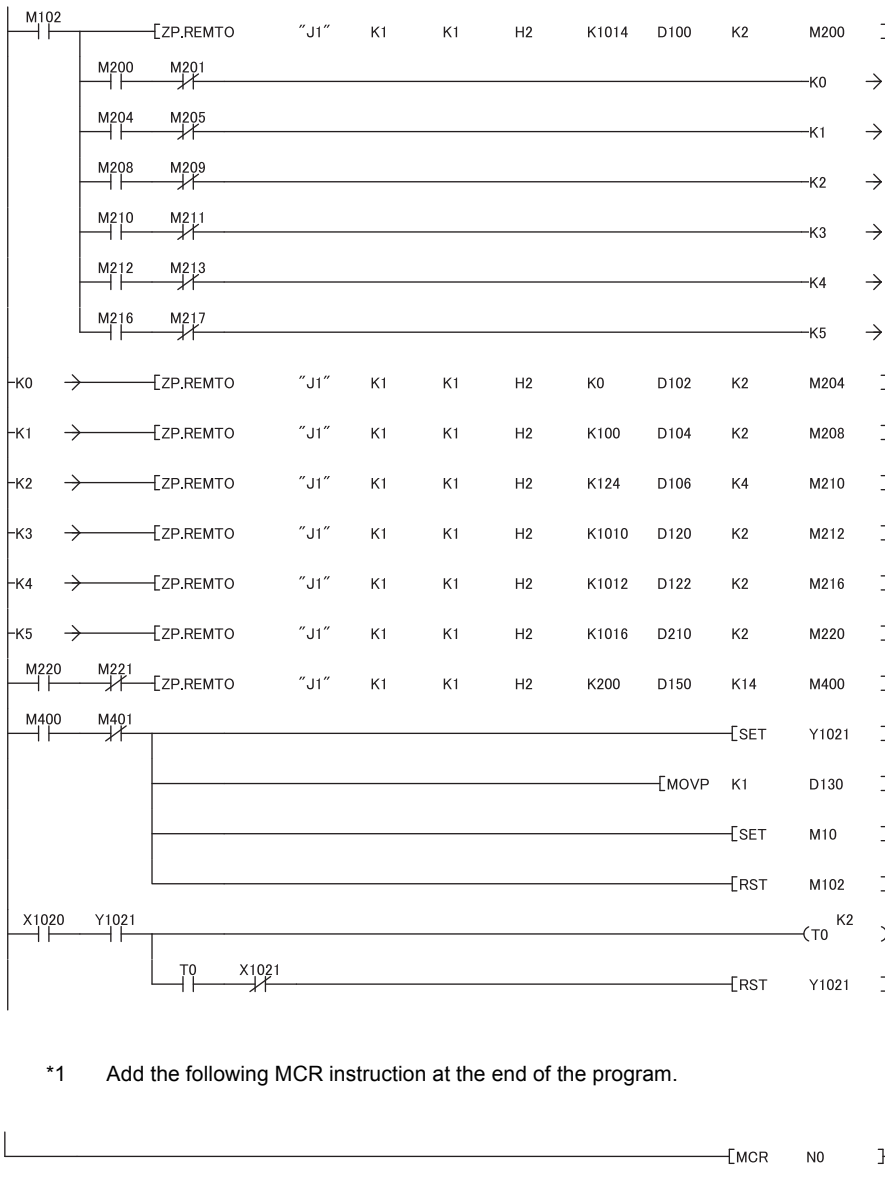 M102
ZP.REMTO "J1" K1 K1 H2 K1014 D100 K2 M200
M200 M201
K0
M204 M205
K1
M208 M209
K2
M210 M211
K3
M212 M213
K4
M216 M217
K5
K0 ZP.REMTO "J1" K1 K1 H2 K0 D102 K2 M204
K1 ZP.REMTO "J1" K1 K1 H2 K100 D104 K2 M208
K2 ZP.REMTO "J1" K1 K1 H2 K124 D106 K4 M210
K3 ZP.REMTO "J1" K1 K1 H2 K1010 D120 K2 M212
K4 ZP.REMTO "J1" K1 K1 H2 K1012 D122 K2 M216
K5 ZP.REMTO "J1" K1 K1 H2 K1016 D210 K2 M220
M220 M221
ZP.REMTO "J1" K1 K1 H2 K200 D150 K14 M400
M400 M401
SET Y1021
MOVP K1 D130
SET M10
RST M102
X1020 Y1021
K2
T0
T0 X1021
RST Y1021
*1 Add the following MCR instruction at the end of the program.
MCR N0